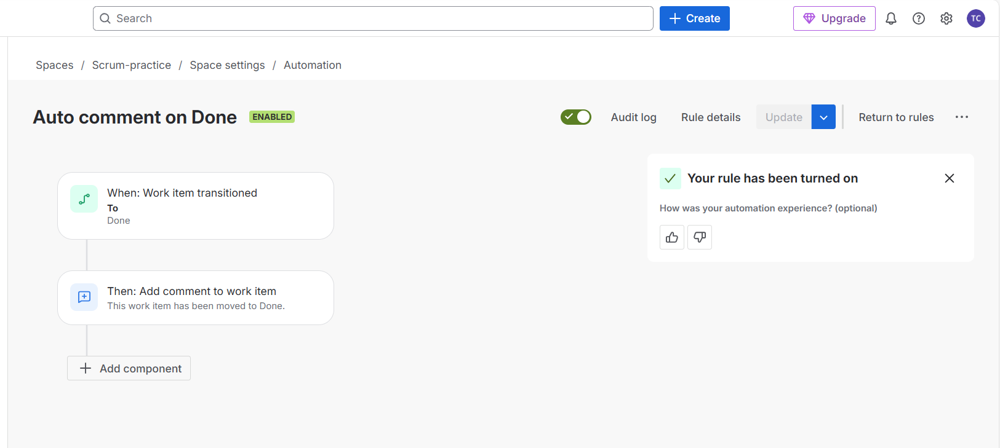 Search
Create
Upgrade
TC
Spaces / Scrum-practice / Space settings / Automation
Auto comment on Done
ENABLED
Audit log
Rule details
Update
Return to rules
Your rule has been turned on
How was your automation experience? (optional)
When: Work item transitioned
To
Done
Then: Add comment to work item
This work item has been moved to Done.
Add component